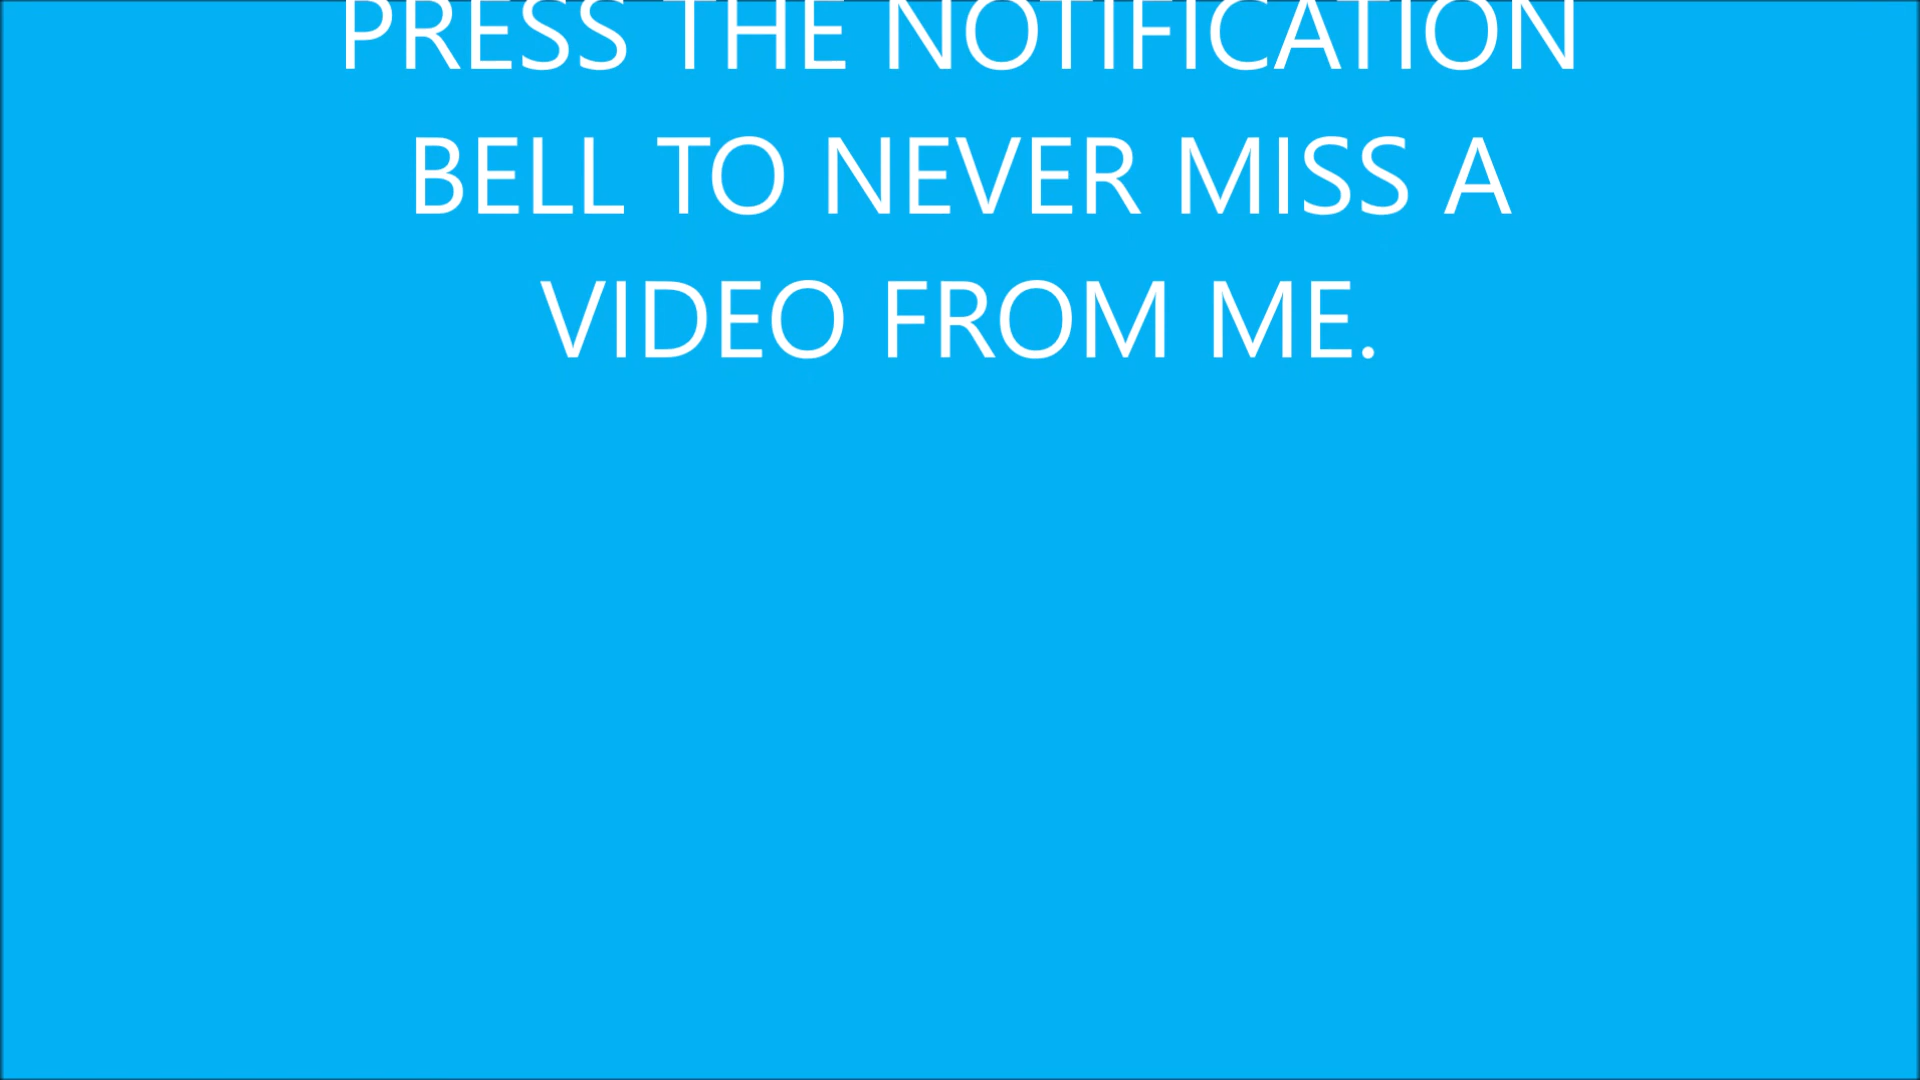 PRESS THE NOTIFICATION
BELL TO NEVER MISS A
VIDEO FROM ME.